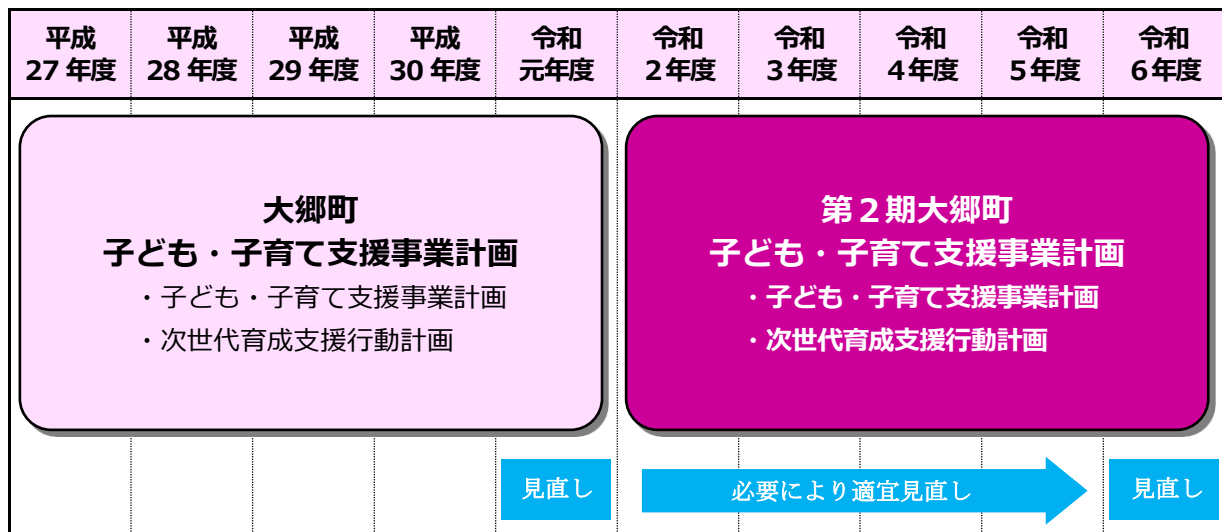 平成 平成 平成 平成 令和 令和 令和 令和 令和 令和
27年度 28年度 29年度 30年度 元年度 2年度 3年度 4年度 5年度 6年度
大郷町
子ども・子育て支援事業計画
・子ども・子育て支援事業計画
・次世代育成支援行動計画
第2期大郷町
子ども・子育て支援事業計画
・子ども・子育て支援事業計画
・次世代育成支援行動計画
見直し
必要により適宜見直し
見直し